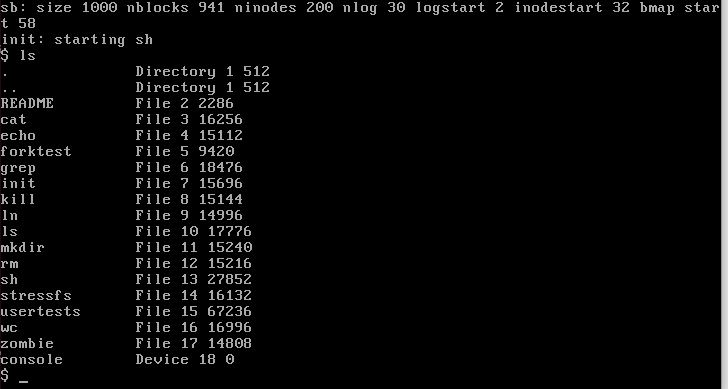 sb: size 1000 nblocks 941 ninodes 200 nlog 30 logstart 2 inodestart 32 bmap star
t 58
init: starting sh
$ ls
.              Directory 1 512
..             Directory 1 512
README         File 2 2286
cat            File 3 16256
echo           File 4 15112
forktest       File 5 9420
grep           File 6 18476
init           File 7 15696
kill           File 8 15144
ln             File 9 14996
ls             File 10 17776
mkdir          File 11 15240
rm             File 12 15216
sh             File 13 27852
stressfs       File 14 16132
usertests      File 15 67236
wc             File 16 16996
zombie         File 17 14808
console        Device 18 0
$ _